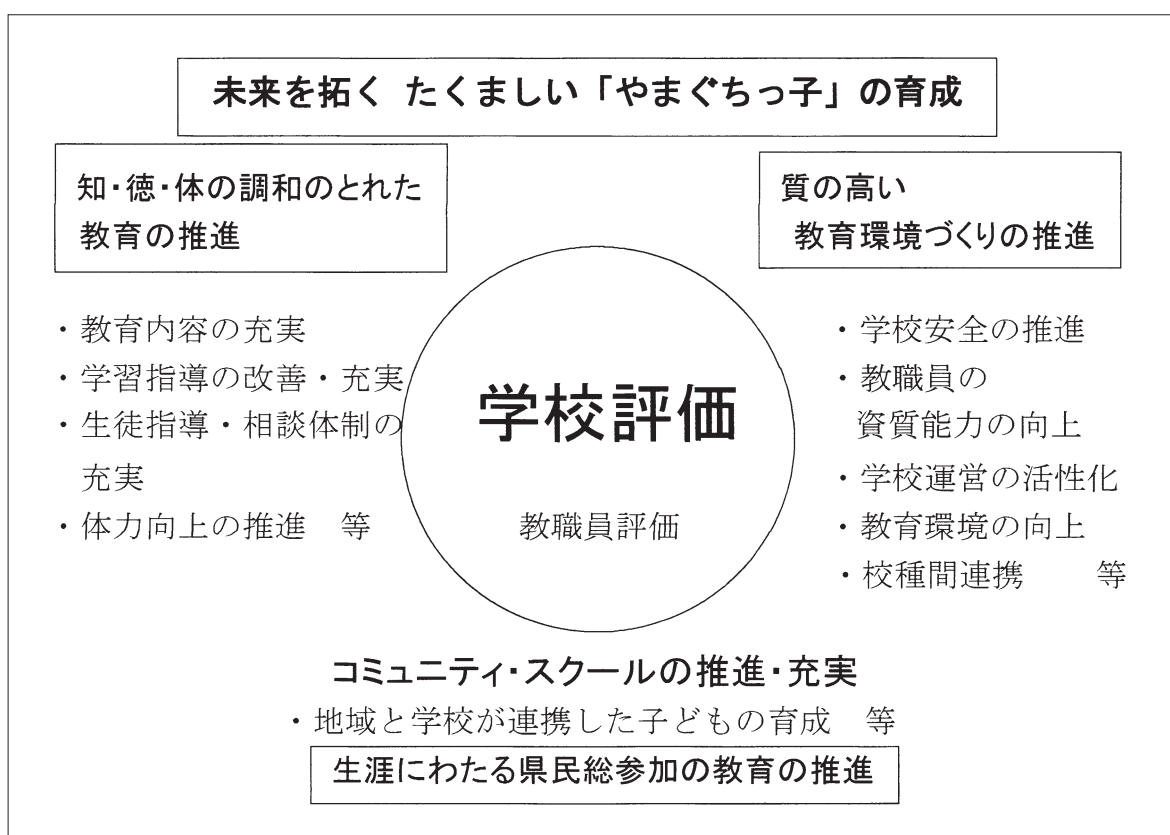 未来を拓く たくましい「やまぐちっ子」の育成
知・徳・体の調和のとれた
教育の推進
・教育内容の充実
・学習指導の改善・充実
・生徒指導・相談体制の
充実
・体力向上の推進　等
質の高い
教育環境づくりの推進
・学校安全の推進
・教職員の
資質能力の向上
・学校運営の活性化
・教育環境の向上
・校種間連携　　等
学校評価
教職員評価
コミュニティ・スクールの推進・充実
・地域と学校が連携した子どもの育成　等
生涯にわたる県民総参加の教育の推進